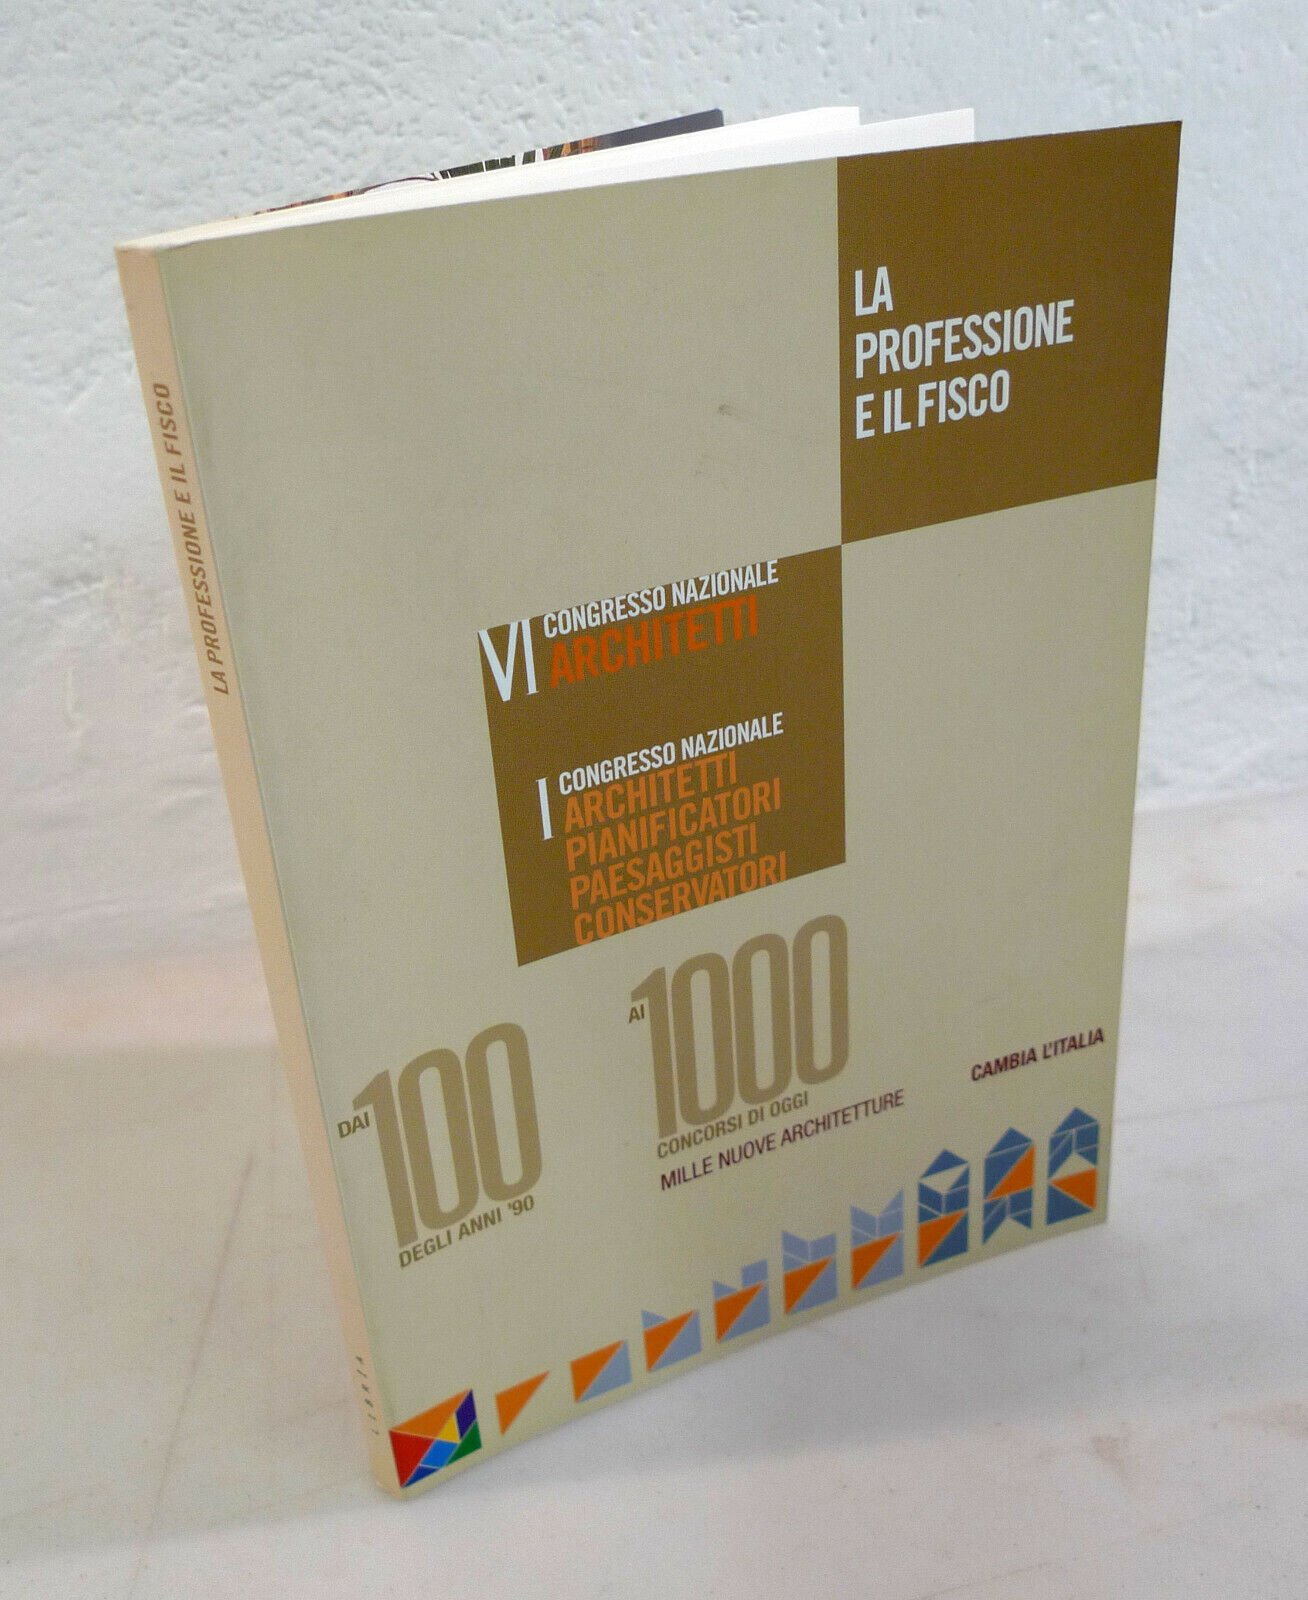 LA PROFESSIONE E IL FISCO
LIBRÌA
LA
PROFESSIONE
E IL FISCO
VI CONGRESSO NAZIONALE
ARCHITETTI
I CONGRESSO NAZIONALE
ARCHITETTI
PIANIFICATORI
PAESAGGISTI
CONSERVATORI
DAI 100
DEGLI ANNI '90
AI 1000
CONCORSI DI OGGI
MILLE NUOVE ARCHITETTURE
CAMBIA L'ITALIA